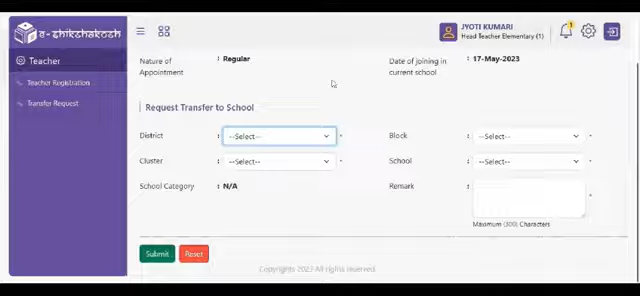 e-shikshakosh
JYOTI KUMARI
Head Teacher Elementary (1)
1
Teacher
Teacher Registration
Transfer Request
Nature of Appointment : Regular
Date of joining in current school : 17-May-2023
Request Transfer to School
District : --Select-- *
Block : --Select-- *
Cluster : --Select-- *
School : --Select-- *
School Category : N/A
Remark : *
Maximum (300) Characters
Submit Reset
Copyrights 2023 All rights reserved.